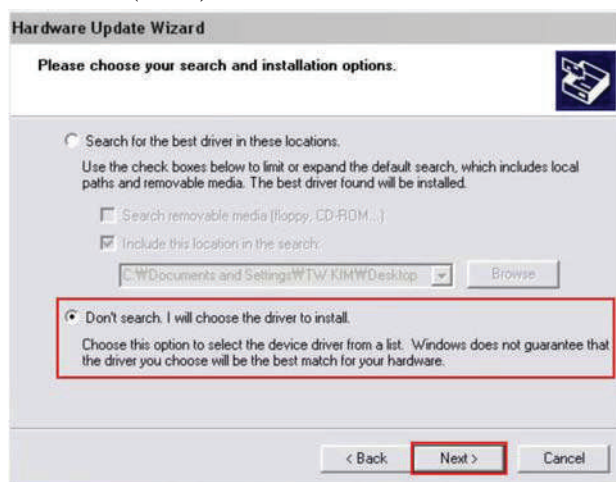 Hardware Update Wizard
Please choose your search and installation options.
Search for the best driver in these locations.
Use the check boxes below to limit or expand the default search, which includes local
paths and removable media. The best driver found will be installed.
Search removable media (floppy, CD-ROM...)
Include this location in the search:
C:₩Documents and Settings₩TW KIM₩Desktop
Browse
Don't search. I will choose the driver to install.
Choose this option to select the device driver from a list. Windows does not guarantee that
the driver you choose will be the best match for your hardware.
< Back Next > Cancel